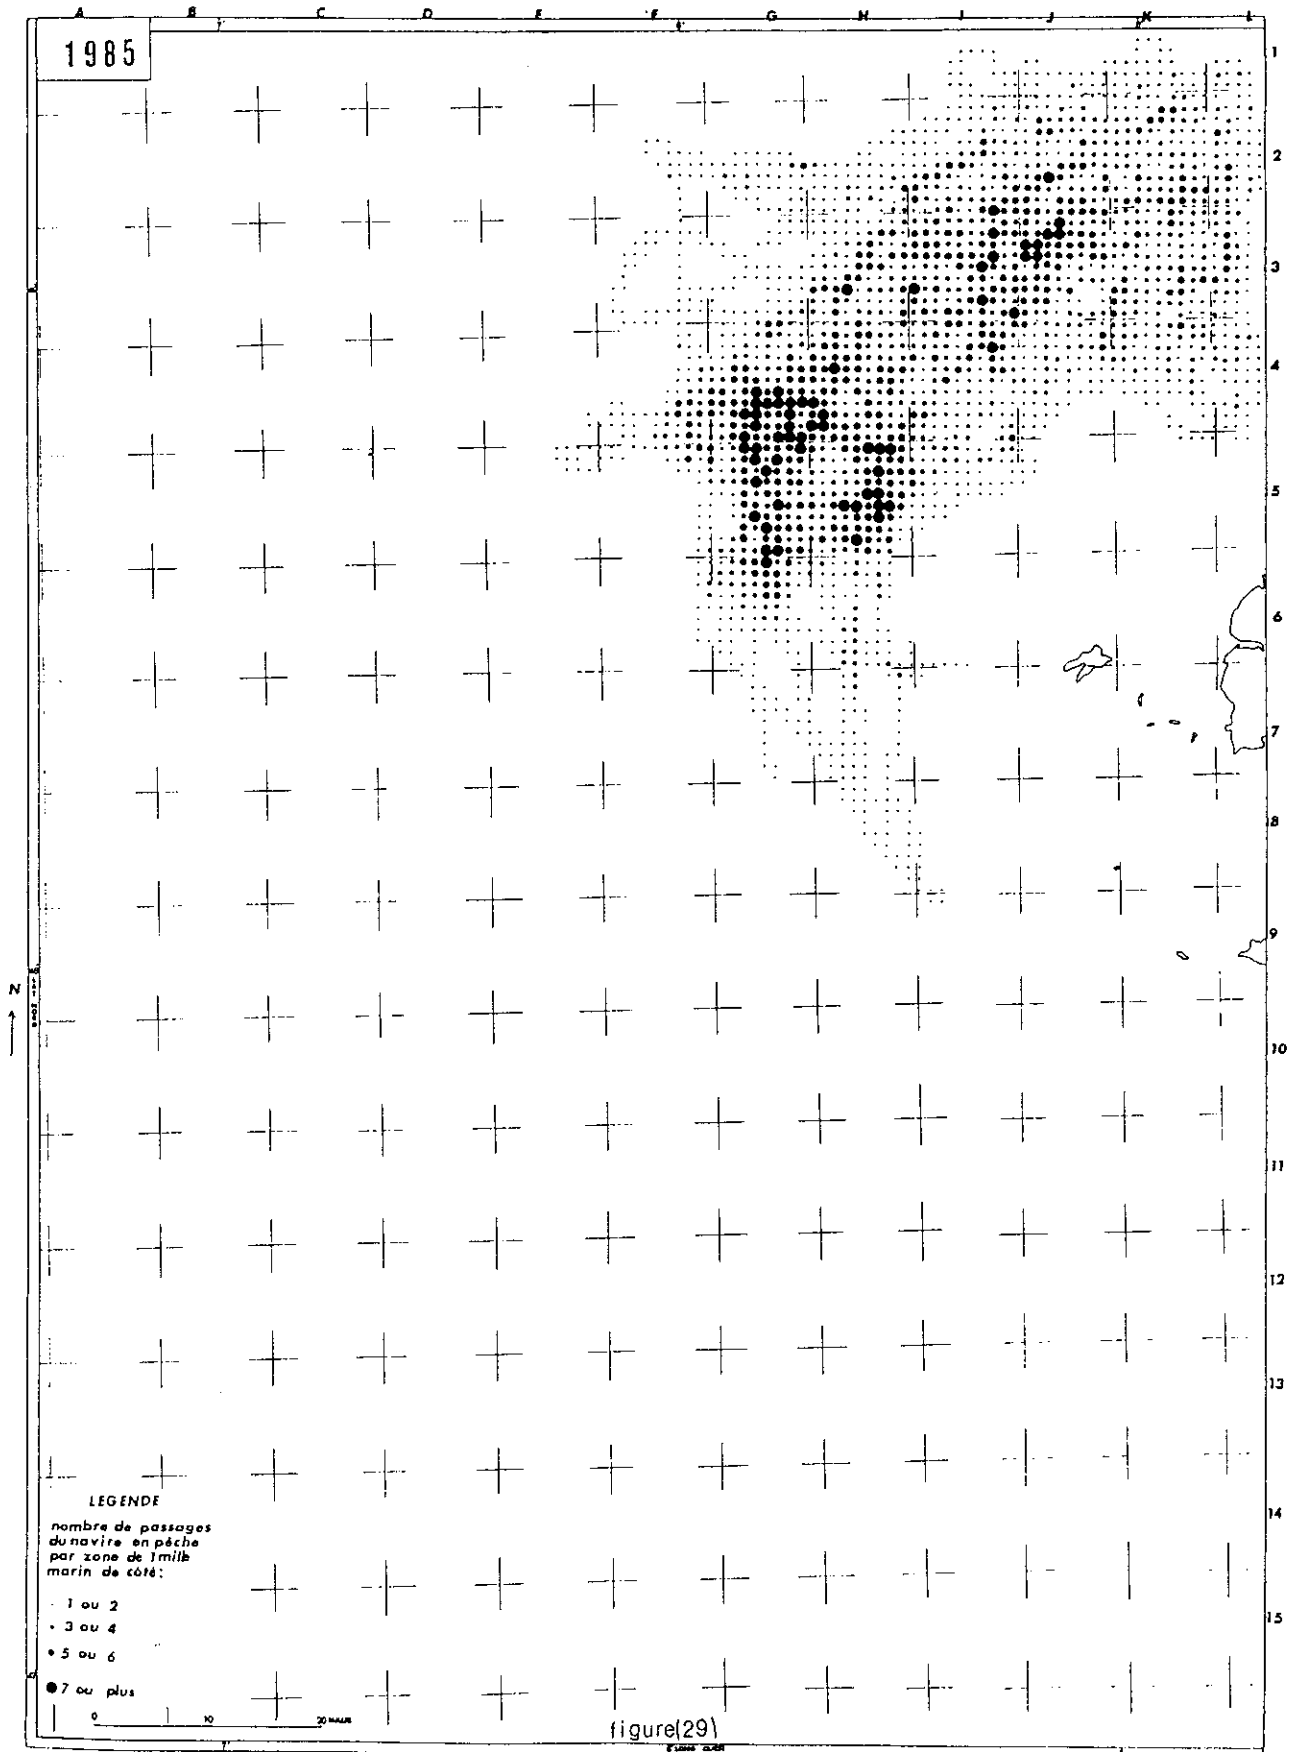 A B C D E F G H I J K L
1985
1
2
3
4
5
6
7
8
9
10
11
12
13
14
15
N
LEGENDE
nombre de passages
du navire en pêche
par zone de 1 mille
marin de côté:
1 ou 2
3 ou 4
5 ou 6
7 ou plus
0 10 20
figure(29)